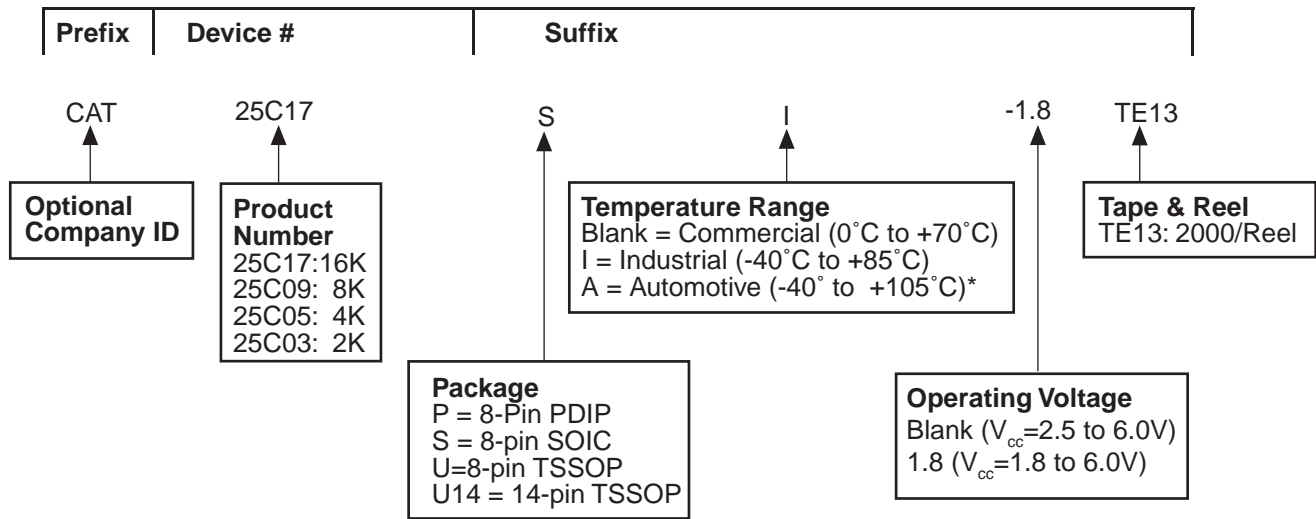 Prefix Device # Suffix
CAT 25C17 S I -1.8 TE13
Optional
Company ID
Product
Number
25C17:16K
25C09: 8K
25C05: 4K
25C03: 2K
Temperature Range
Blank = Commercial (0˚C to +70˚C)
I = Industrial (-40˚C to +85˚C)
A = Automotive (-40˚ to +105˚C)*
Tape & Reel
TE13: 2000/Reel
Package
P = 8-Pin PDIP
S = 8-pin SOIC
U=8-pin TSSOP
U14 = 14-pin TSSOP
Operating Voltage
Blank (Vcc=2.5 to 6.0V)
1.8 (Vcc=1.8 to 6.0V)